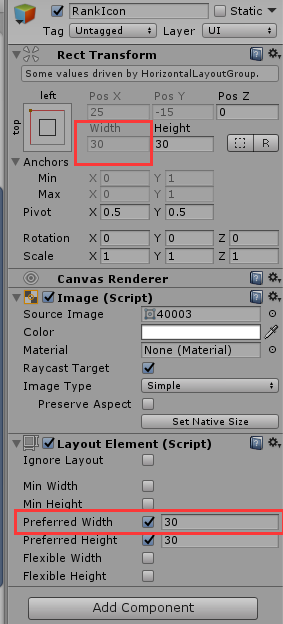 RankIcon Static
Tag Untagged Layer UI
Rect Transform
Some values driven by HorizontalLayoutGroup.
left Pos X Pos Y Pos Z
top 25 -15 0
Width Height
30 30 R
Anchors
Min X 0 Y 1
Max X 0 Y 1
Pivot X 0.5 Y 0.5
Rotation X 0 Y 0 Z 0
Scale X 1 Y 1 Z 1
Canvas Renderer
Image (Script)
Source Image 40003
Color
Material None (Material)
Raycast Target
Image Type Simple
Preserve Aspect
Set Native Size
Layout Element (Script)
Ignore Layout
Min Width
Min Height
Preferred Width 30
Preferred Height 30
Flexible Width
Flexible Height
Add Component